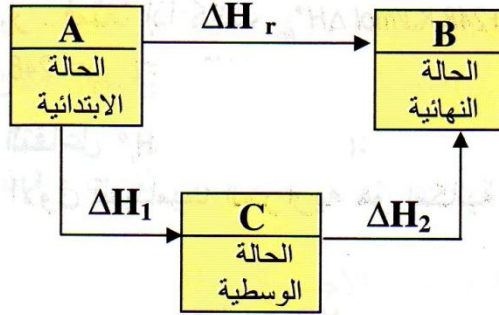 ΔH r
A
الحالة
الابتدائية
B
الحالة
النهائية
ΔH₁
ΔH₂
C
الحالة
الوسطية